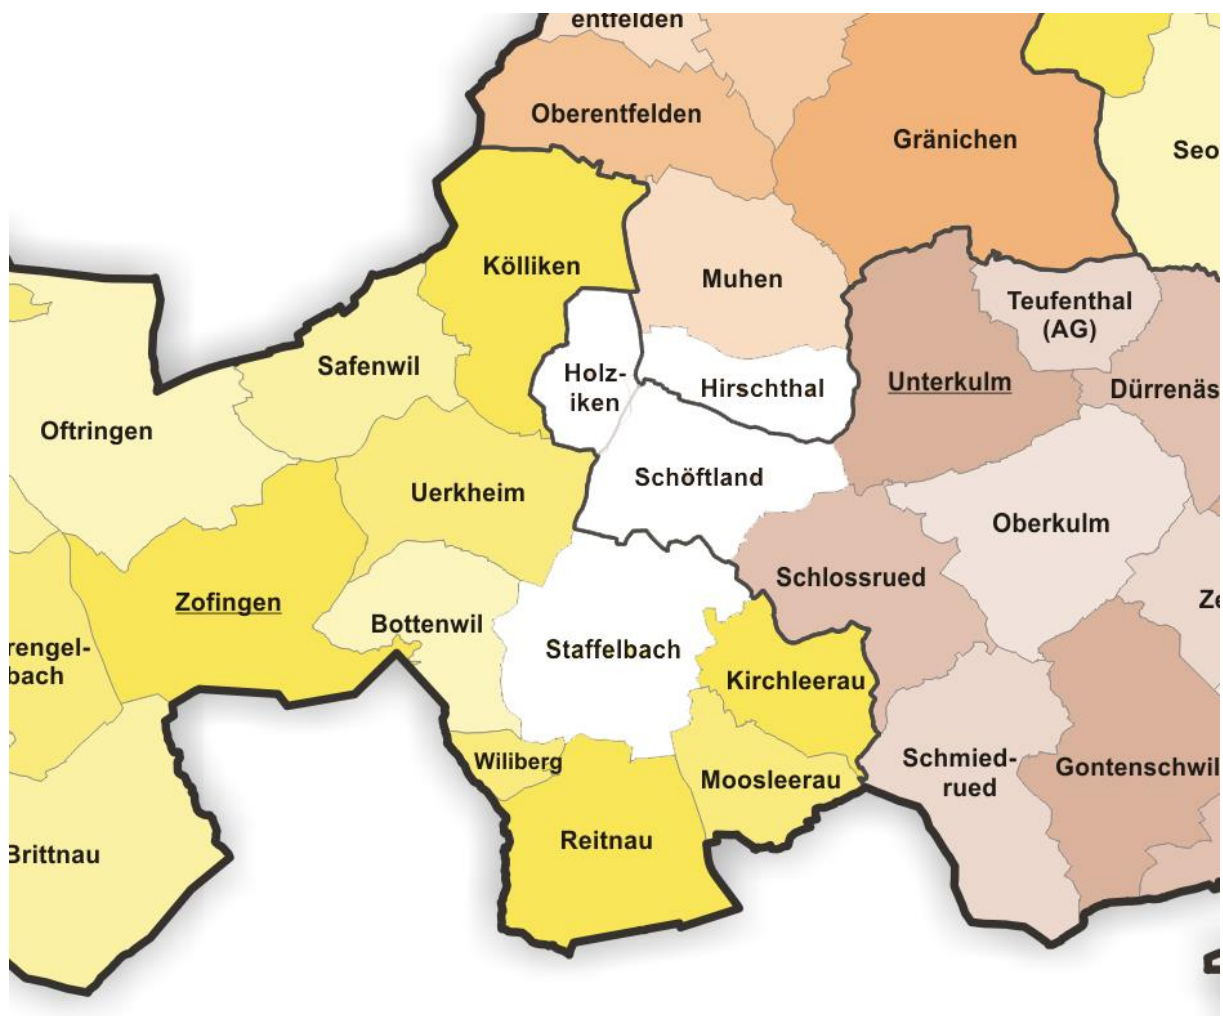 entfelden
Oberentfelden
Gränichen
Seo
Kölliken
Muhen
Teufenthal
(AG)
Safenwil
Holz-
iken
Hirschthal
Unterkulm
Dürrenäs
Oftringen
Uerkheim
Schöftland
Oberkulm
Schlossrued
Zofingen
Bottenwil
Ze
rengel-
bach
Staffelbach
Kirchleerau
Wiliberg
Moosleerau
Schmied-
rued
Gontenschwil
Reitnau
Brittnau